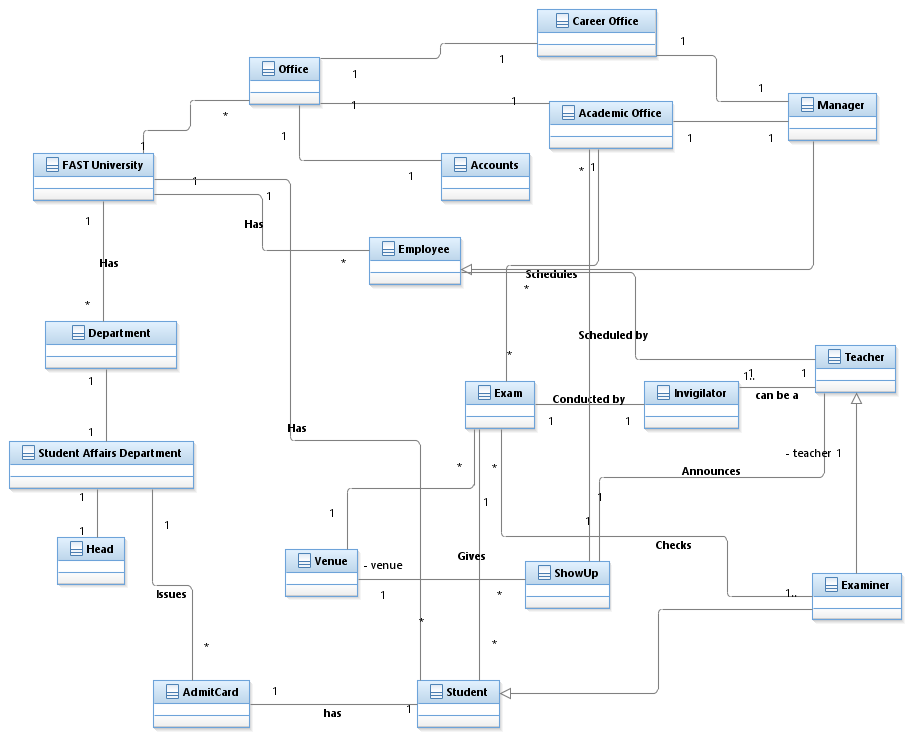 Career Office
1
1
Office
1
1
Manager
*
1
1
Academic Office
1
1
1
1
FAST University
1
Accounts
*
1
1
1
1
Has
Employee
*
Has
Schedules
*
*
Scheduled by
Department
*
Teacher
1
1..
1
1
Exam
Conducted by
Invigilator
can be a
1
1
1
Has
Student Affairs Department
- teacher 1
*
*
Announces
1
1
1
1
1
1
1
Head
Gives
Checks
Venue
- venue
ShowUp
Examiner
Issues
1
*
1..
*
*
*
AdmitCard
1
Student
has
1